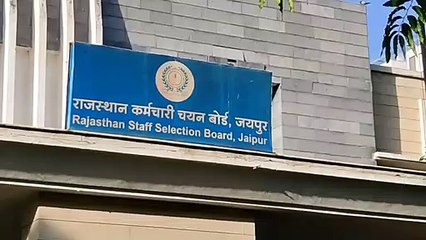 राजस्थान कर्मचारी चयन बोर्ड, जयपुर
Rajasthan Staff Selection Board, Jaipur